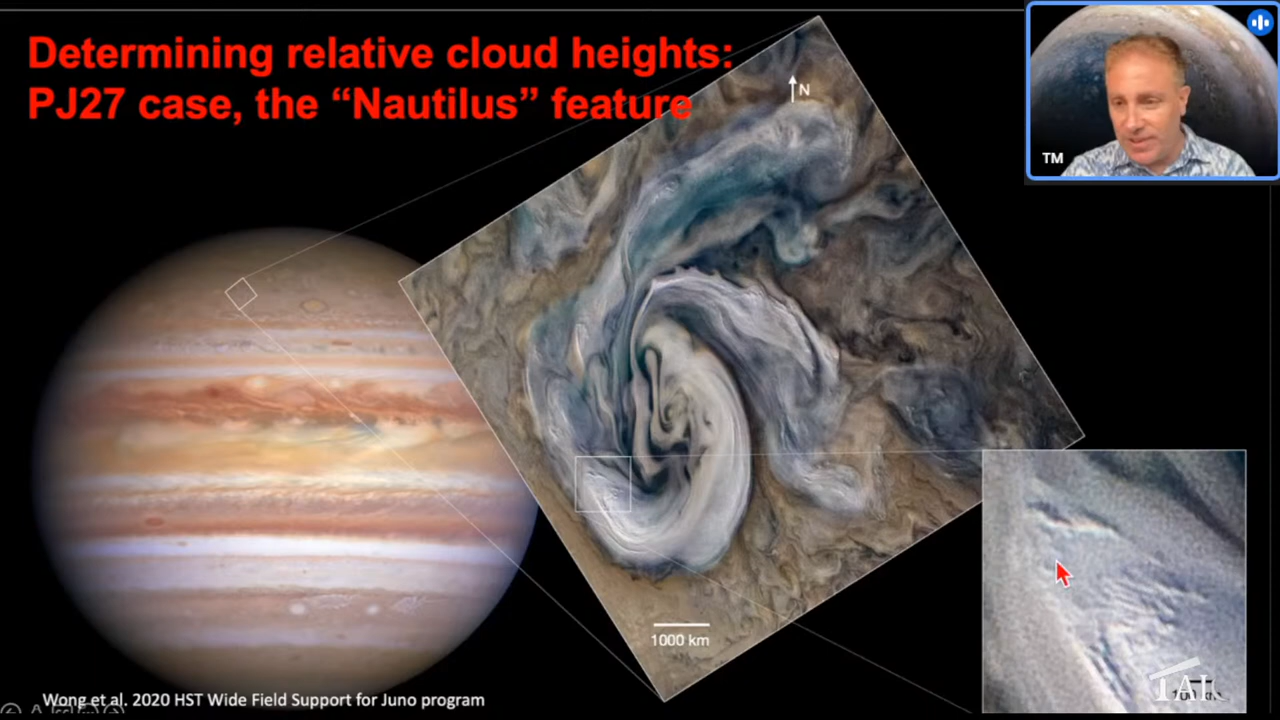 Determining relative cloud heights:
PJ27 case, the “Nautilus” feature
N
TM
1000 km
Wong et al. 2020 HST Wide Field Support for Juno program